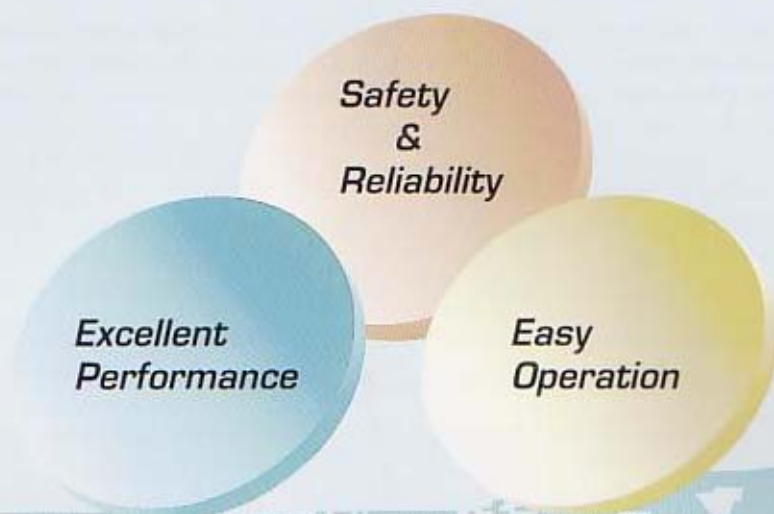 Safety
&
Reliability
Excellent
Performance
Easy
Operation